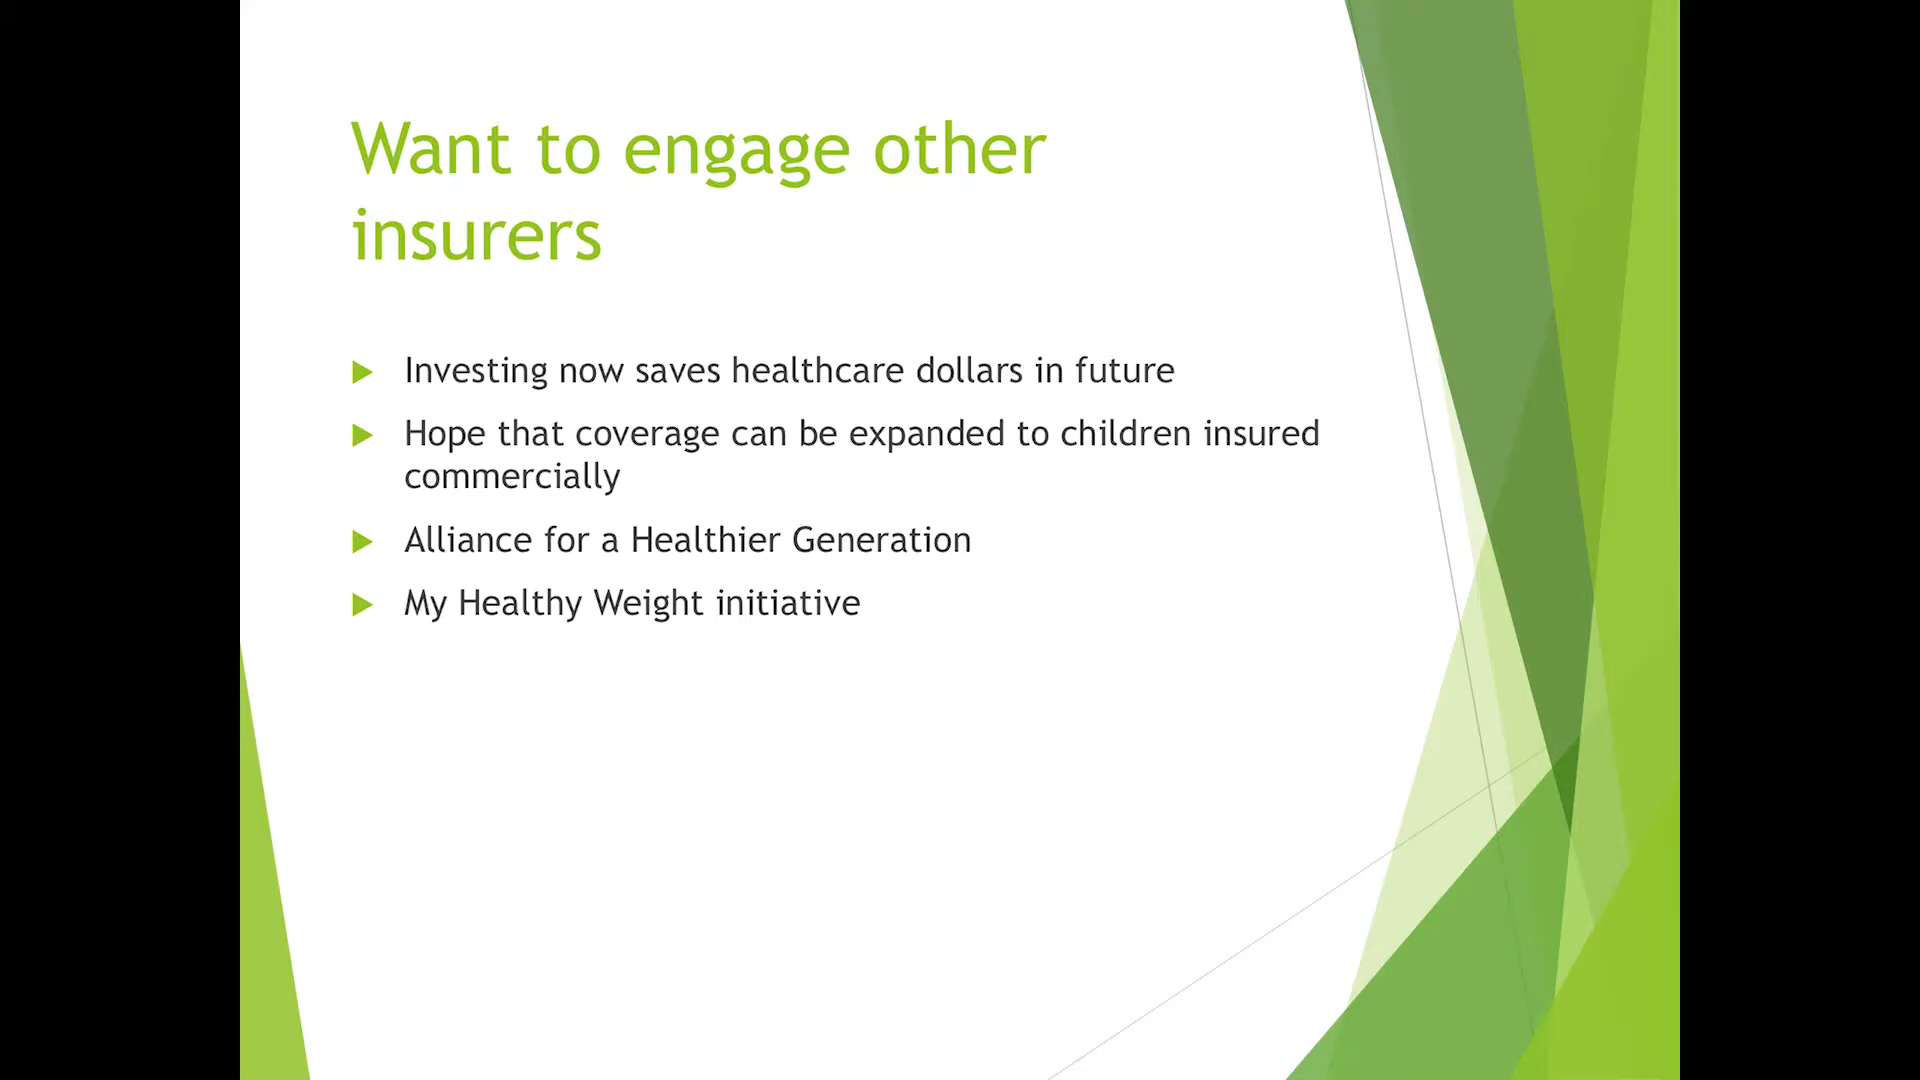 Want to engage other
insurers
Investing now saves healthcare dollars in future
Hope that coverage can be expanded to children insured
commercially
Alliance for a Healthier Generation
My Healthy Weight initiative